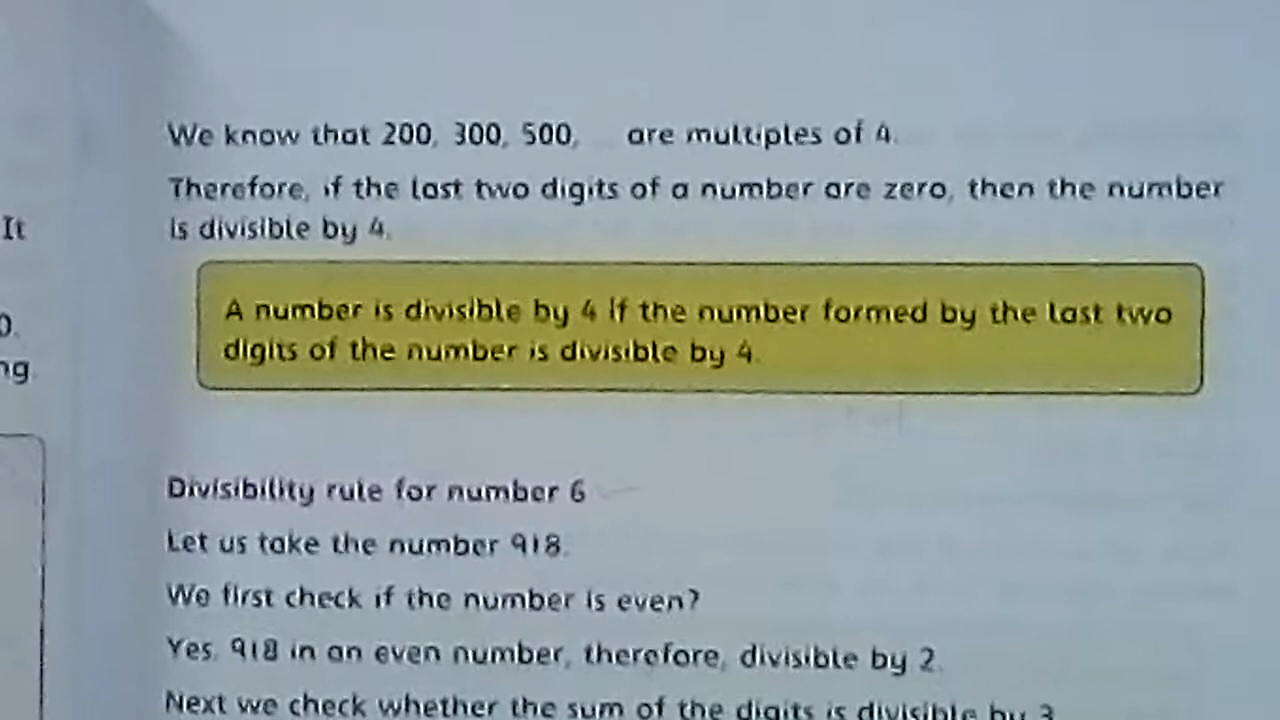 We know that 200, 300, 500, ... are multiples of 4.
Therefore, if the last two digits of a number are zero, then the number
is divisible by 4.
A number is divisible by 4 if the number formed by the last two
digits of the number is divisible by 4.
Divisibility rule for number 6
Let us take the number 918.
We first check if the number is even?
Yes. 918 in an even number, therefore, divisible by 2.
Next we check whether the sum of the digits is divisible by 3
It
0.
ng.